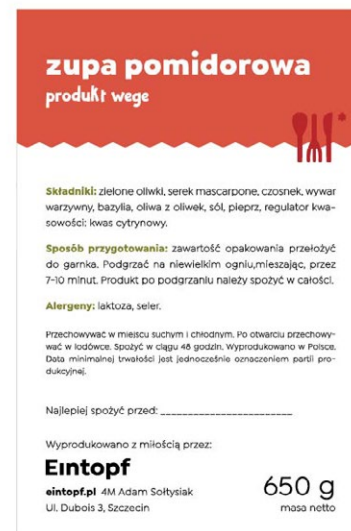 zupa pomidorowa
produkt wege
*
Składniki: zielone oliwki, serek mascarpone, czosnek, wywar
warzywny, bazylia, oliwa z oliwek, sól, pieprz, regulator kwa-
sowości: kwas cytrynowy.
Sposób przygotowania: zawartość opakowania przełożyć
do garnka. Podgrzać na niewielkim ogniu,mieszając, przez
7-10 minut. Produkt po podgrzaniu należy spożyć w całości.
Alergeny: laktoza, seler.
Przechowywać w miejscu suchym i chłodnym. Po otwarciu przechowy-
wać w lodówce. Spożyć w ciągu 48 godzin. Wyprodukowano w Polsce.
Data minimalnej trwałości jest jednocześnie oznaczeniem partii pro-
dukcyjnej.
Najlepiej spożyć przed: ________________________
Wyprodukowano z miłością przez:
Eintopf
eintopf.pl 4M Adam Sołtysiak
Ul. Dubois 3, Szczecin
650 g
masa netto